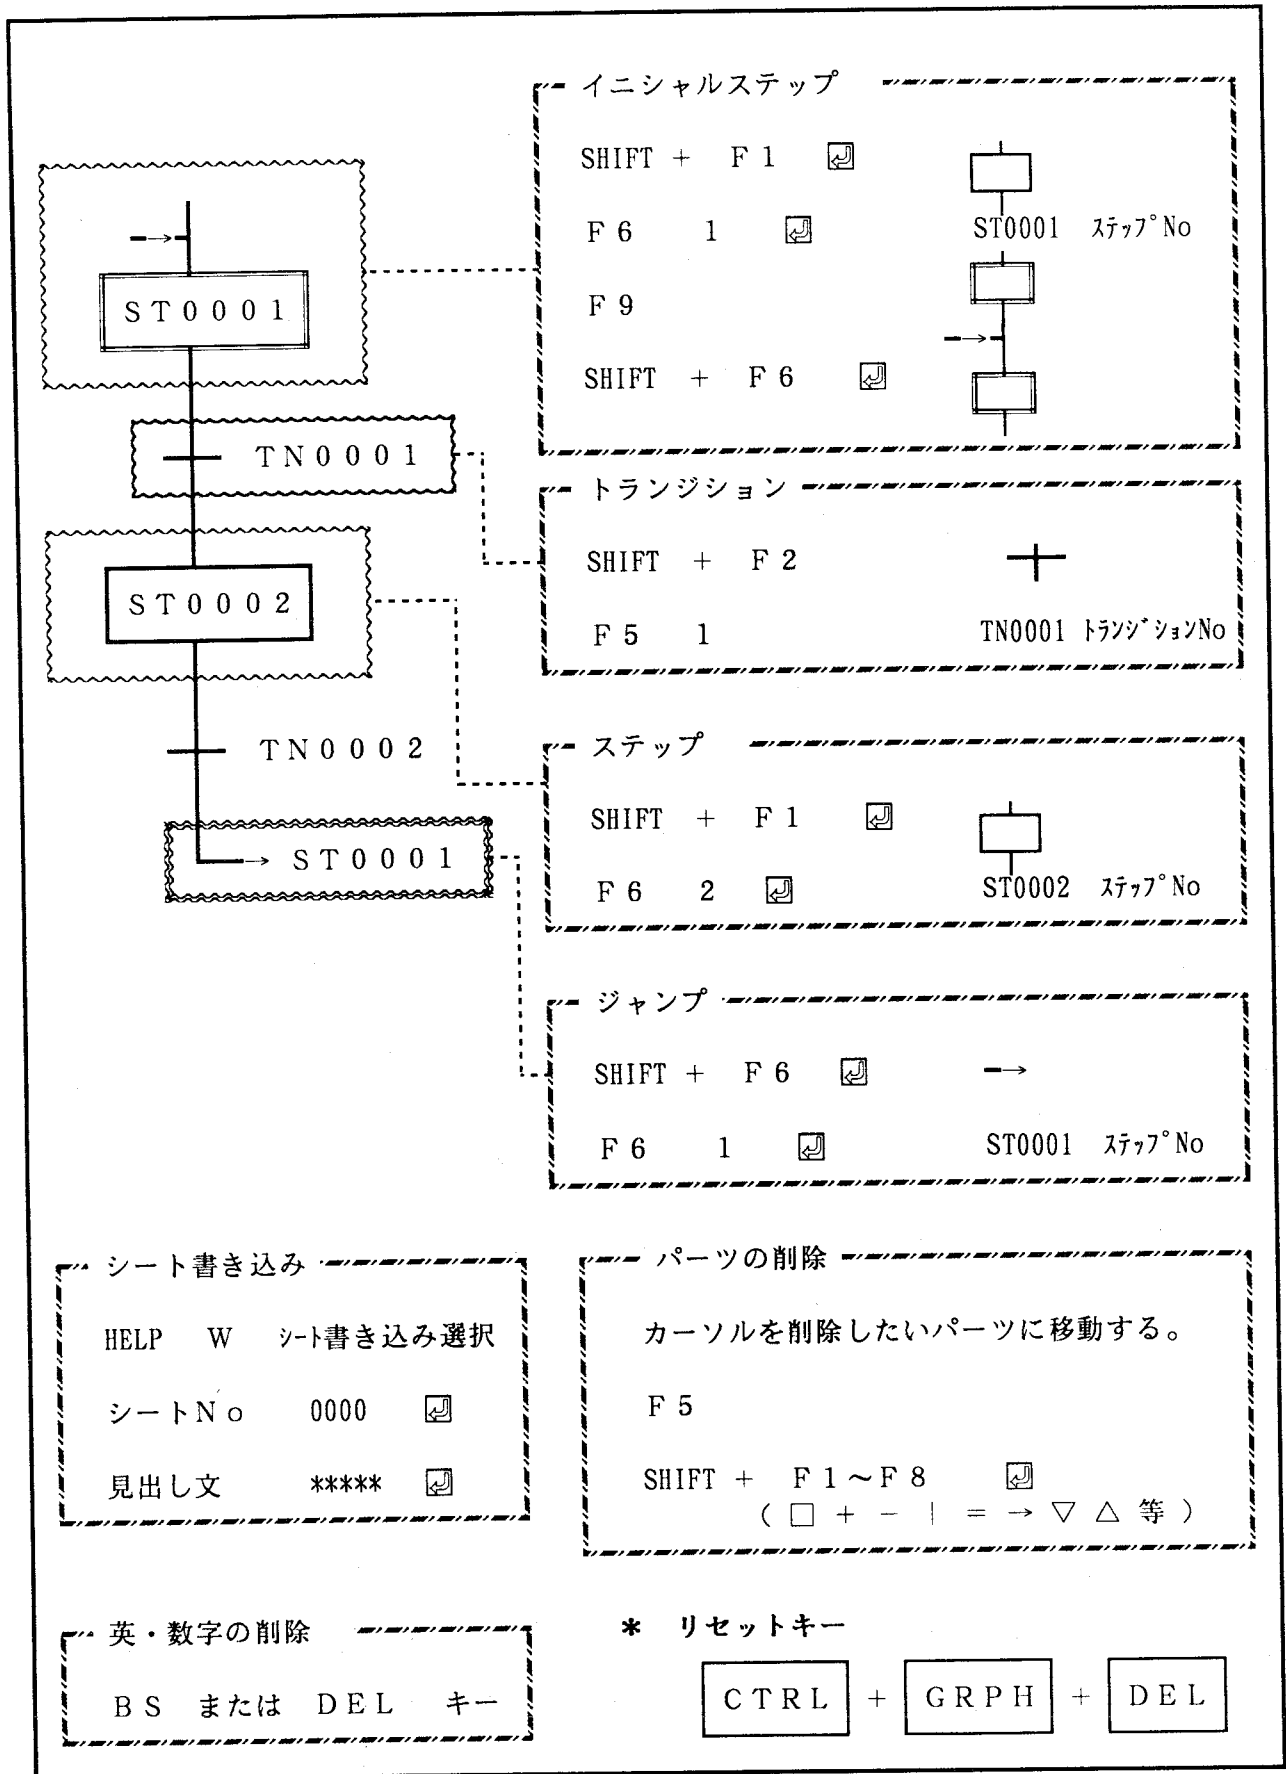 ST0001
TN0001
ST0002
TN0002
→ ST0001
イニシャルステップ
SHIFT + F1
F6 1 ST0001 ステップNo
F9
SHIFT + F6
トランジション
SHIFT + F2
F5 1 TN0001 トランジションNo
ステップ
SHIFT + F1
F6 2 ST0002 ステップNo
ジャンプ
SHIFT + F6 →
F6 1 ST0001 ステップNo
シート書き込み
HELP W シート書き込み選択
シートNo 0000
見出し文 *****
パーツの削除
カーソルを削除したいパーツに移動する。
F5
SHIFT + F1～F8
(□ + − | = → ▽ △ 等)
英・数字の削除
BS または DEL キー
* リセットキー
CTRL + GRPH + DEL